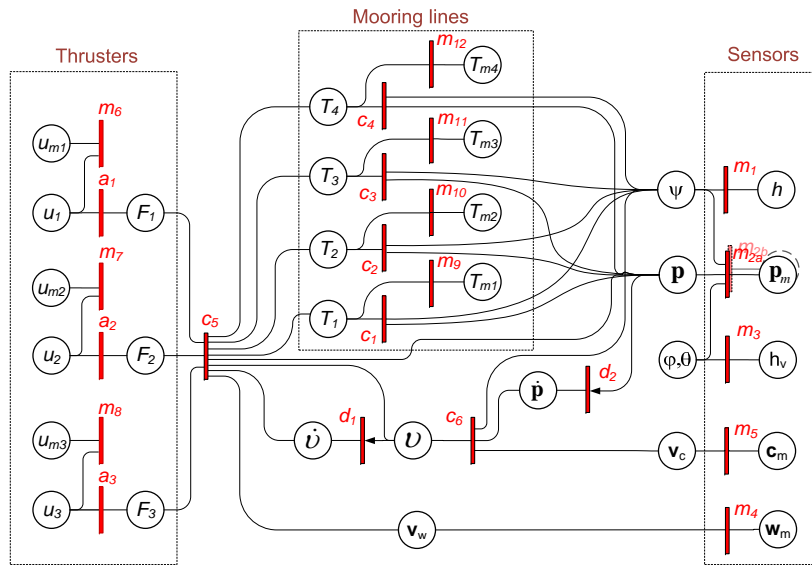 Mooring lines
Thrusters
Sensors
m12
Tm4
T4
m6
c4
m11
um1
Tm3
a1
T3
m1
c3
m10
ψ
h
u1
F1
Tm2
T2
m2b
m7
m2a
c2
m9
p
pm
um2
Tm1
c5
T1
a2
c1
m3
u2
F2
φ,θ
hv
d2
ṗ
m8
d1
c6
um3
υ̇
υ
m5
vc
cm
a3
u3
F3
m4
vw
wm